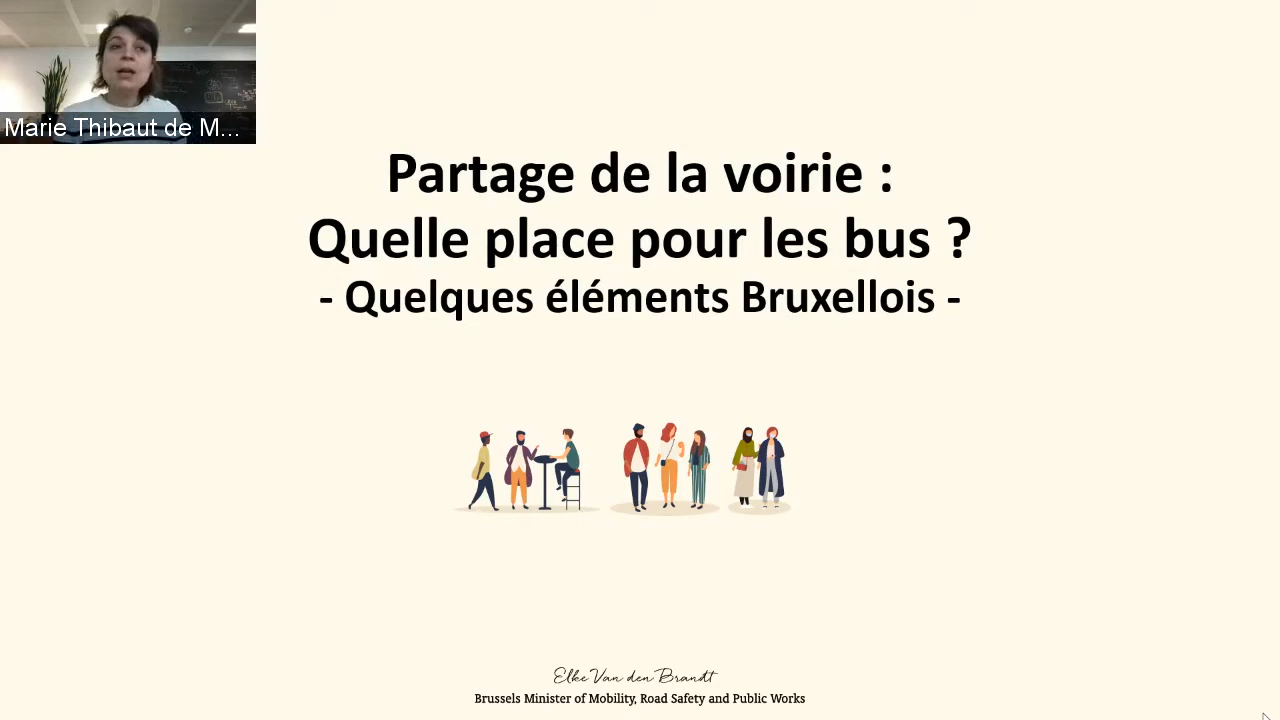 Marie Thibaut de M...
Partage de la voirie :
Quelle place pour les bus ?
- Quelques éléments Bruxellois -
Elke Van den Brandt
Brussels Minister of Mobility, Road Safety and Public Works